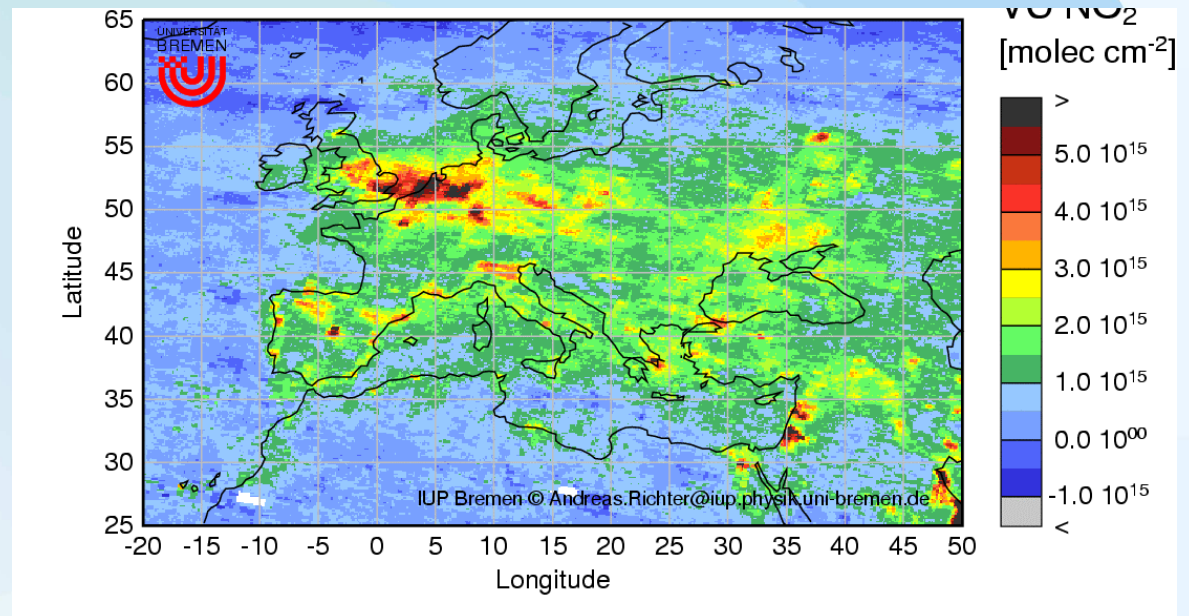 VC NO2
[molec cm-2]
UNIVERSITÄT
BREMEN
65
60
55
50
45
40
35
30
25
Latitude
-20 -15 -10 -5 0 5 10 15 20 25 30 35 40 45 50
Longitude
IUP Bremen © Andreas.Richter@iup.physik.uni-bremen.de
>
5.0 10^15
4.0 10^15
3.0 10^15
2.0 10^15
1.0 10^15
0.0 10^00
-1.0 10^15
<